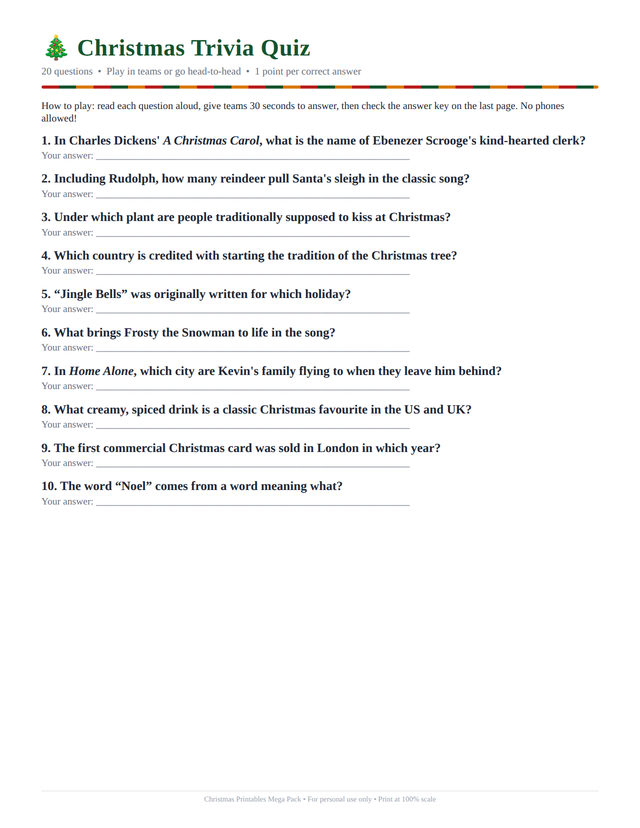 Christmas Trivia Quiz
20 questions • Play in teams or go head-to-head • 1 point per correct answer
How to play: read each question aloud, give teams 30 seconds to answer, then check the answer key on the last page. No phones
allowed!
1. In Charles Dickens' A Christmas Carol, what is the name of Ebenezer Scrooge's kind-hearted clerk?
Your answer:
2. Including Rudolph, how many reindeer pull Santa's sleigh in the classic song?
Your answer:
3. Under which plant are people traditionally supposed to kiss at Christmas?
Your answer:
4. Which country is credited with starting the tradition of the Christmas tree?
Your answer:
5. “Jingle Bells” was originally written for which holiday?
Your answer:
6. What brings Frosty the Snowman to life in the song?
Your answer:
7. In Home Alone, which city are Kevin's family flying to when they leave him behind?
Your answer:
8. What creamy, spiced drink is a classic Christmas favourite in the US and UK?
Your answer:
9. The first commercial Christmas card was sold in London in which year?
Your answer:
10. The word “Noel” comes from a word meaning what?
Your answer:
Christmas Printables Mega Pack • For personal use only • Print at 100% scale